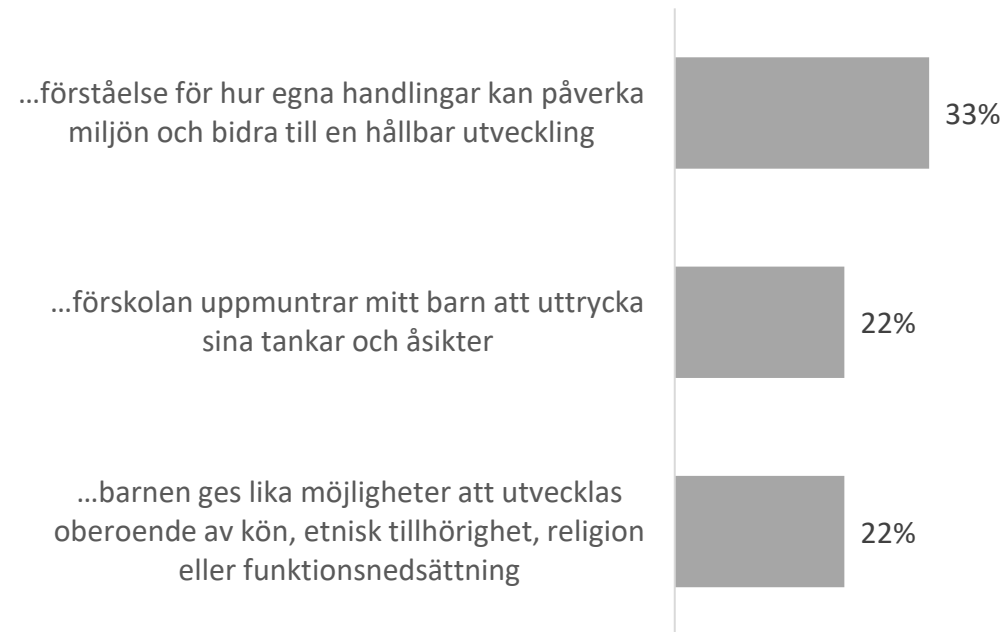 …förståelse för hur egna handlingar kan påverka
miljön och bidra till en hållbar utveckling
33%
…förskolan uppmuntrar mitt barn att uttrycka
sina tankar och åsikter
22%
…barnen ges lika möjligheter att utvecklas
oberoende av kön, etnisk tillhörighet, religion
eller funktionsnedsättning
22%